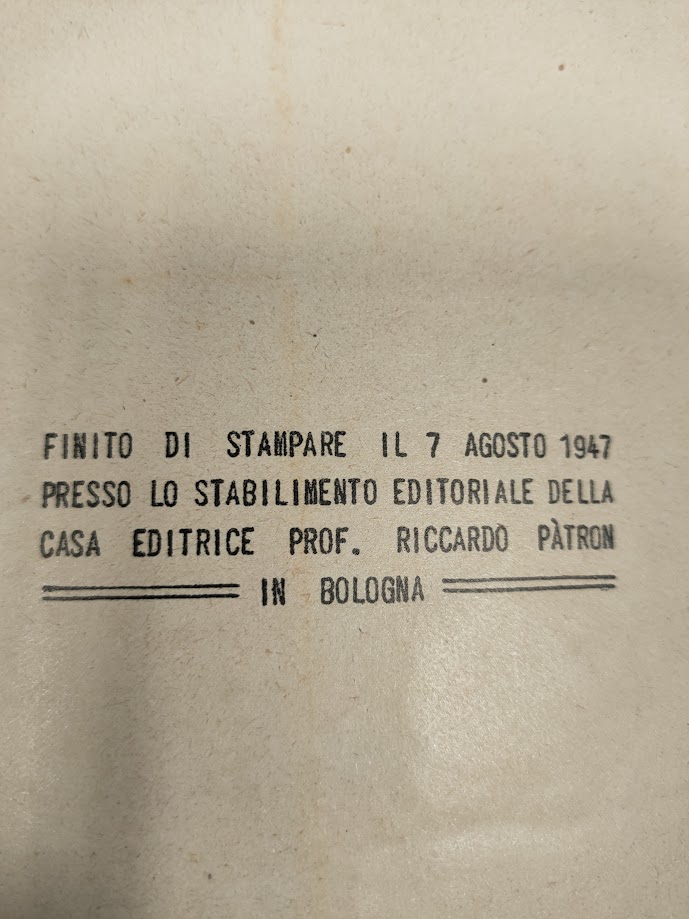 FINITO DI STAMPARE IL 7 AGOSTO 1947
PRESSO LO STABILIMENTO EDITORIALE DELLA
CASA EDITRICE PROF. RICCARDO PÀTRON
IN BOLOGNA